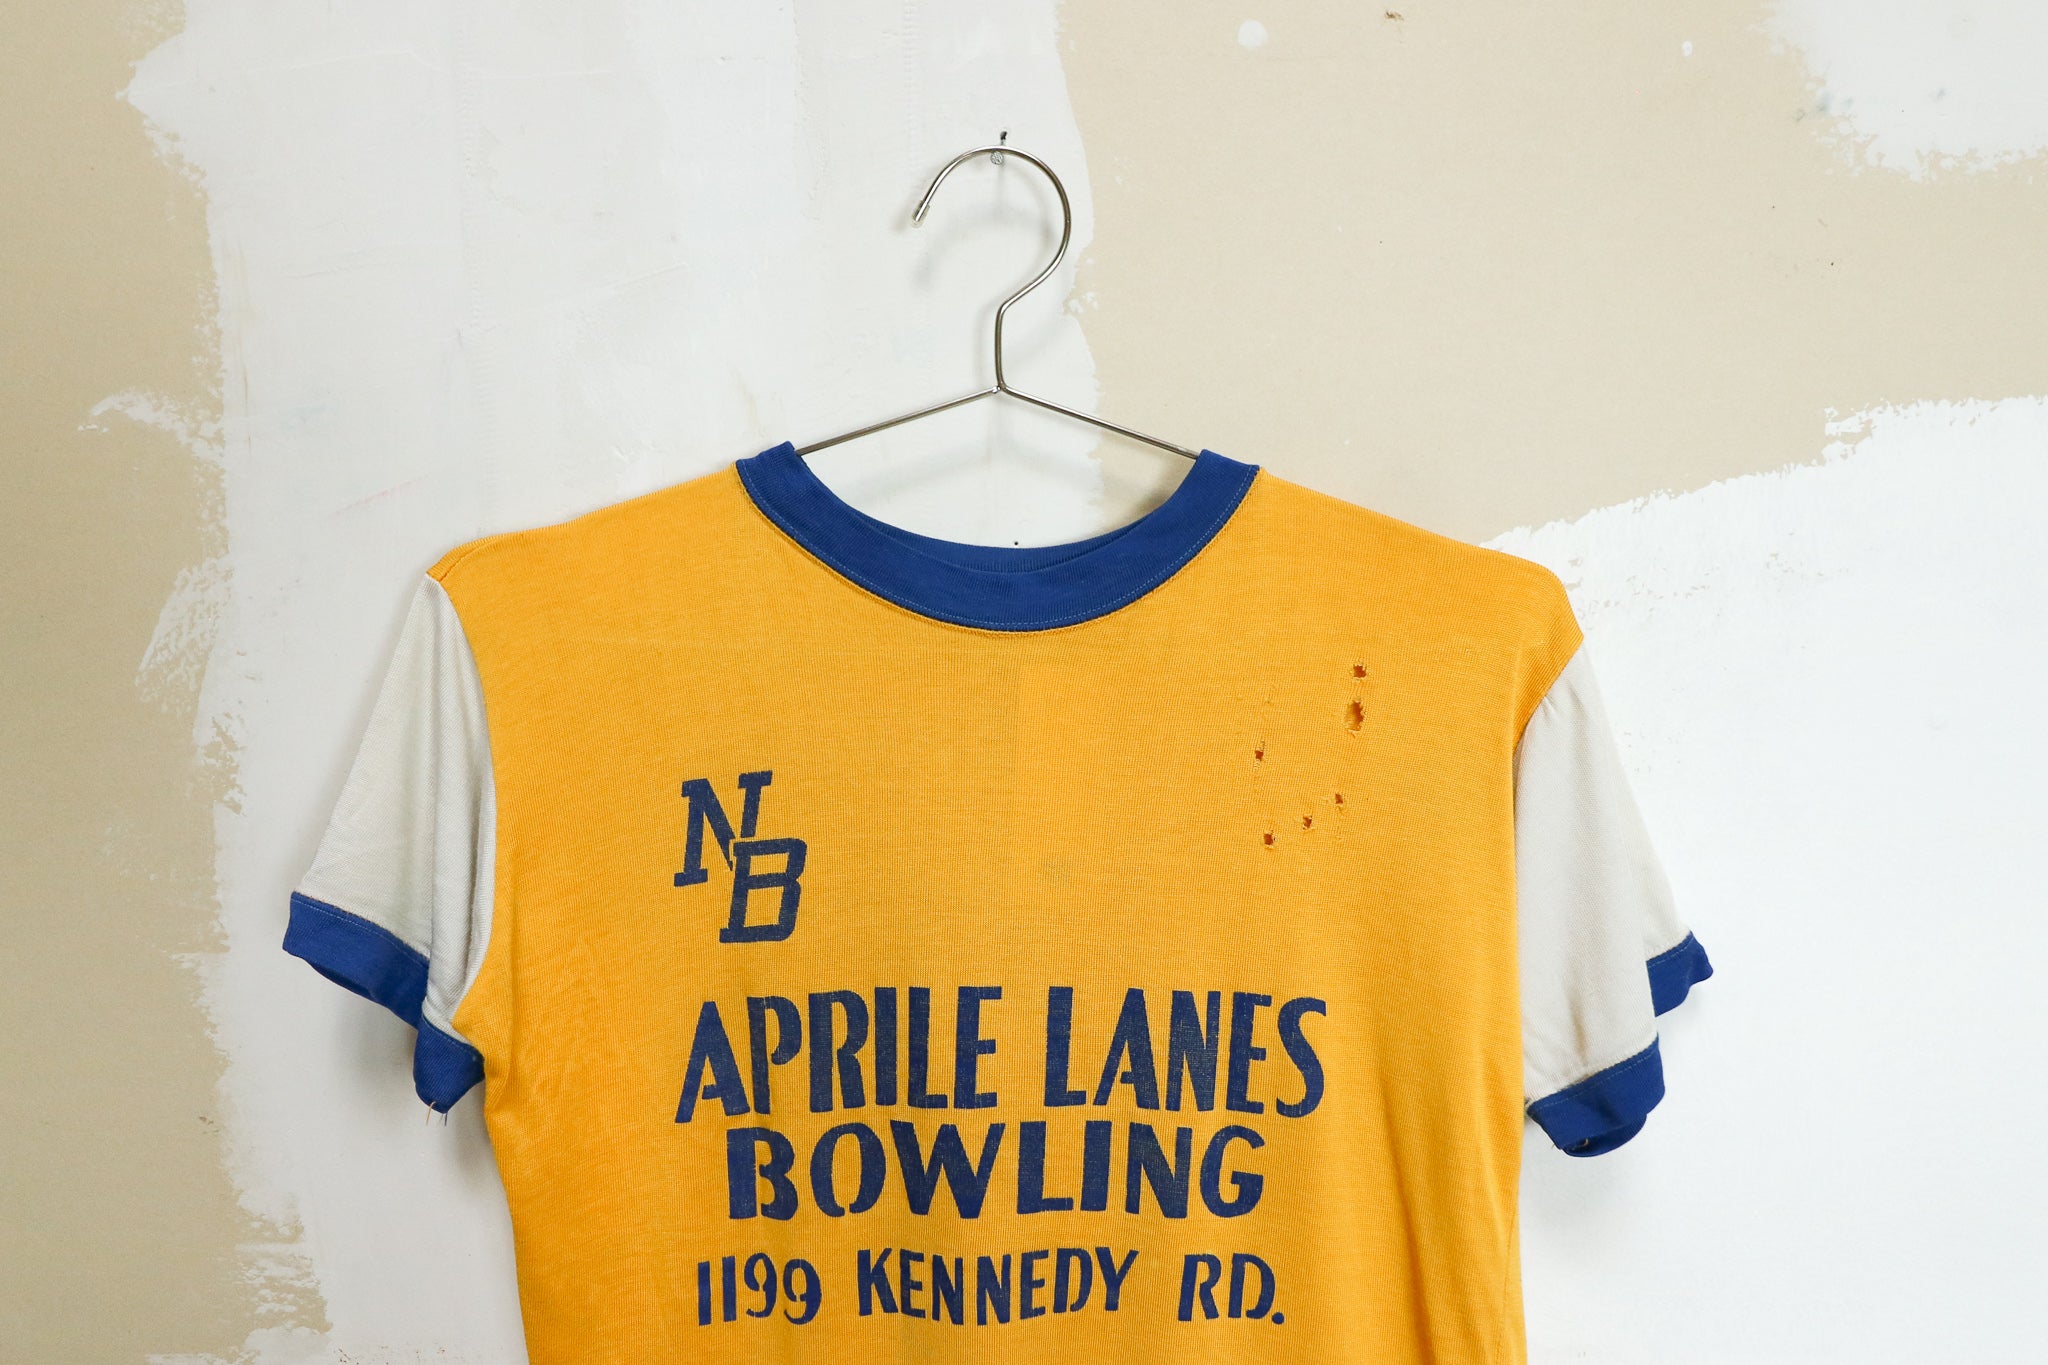 NB
APRILE LANES
BOWLING
1199 KENNEDY RD.